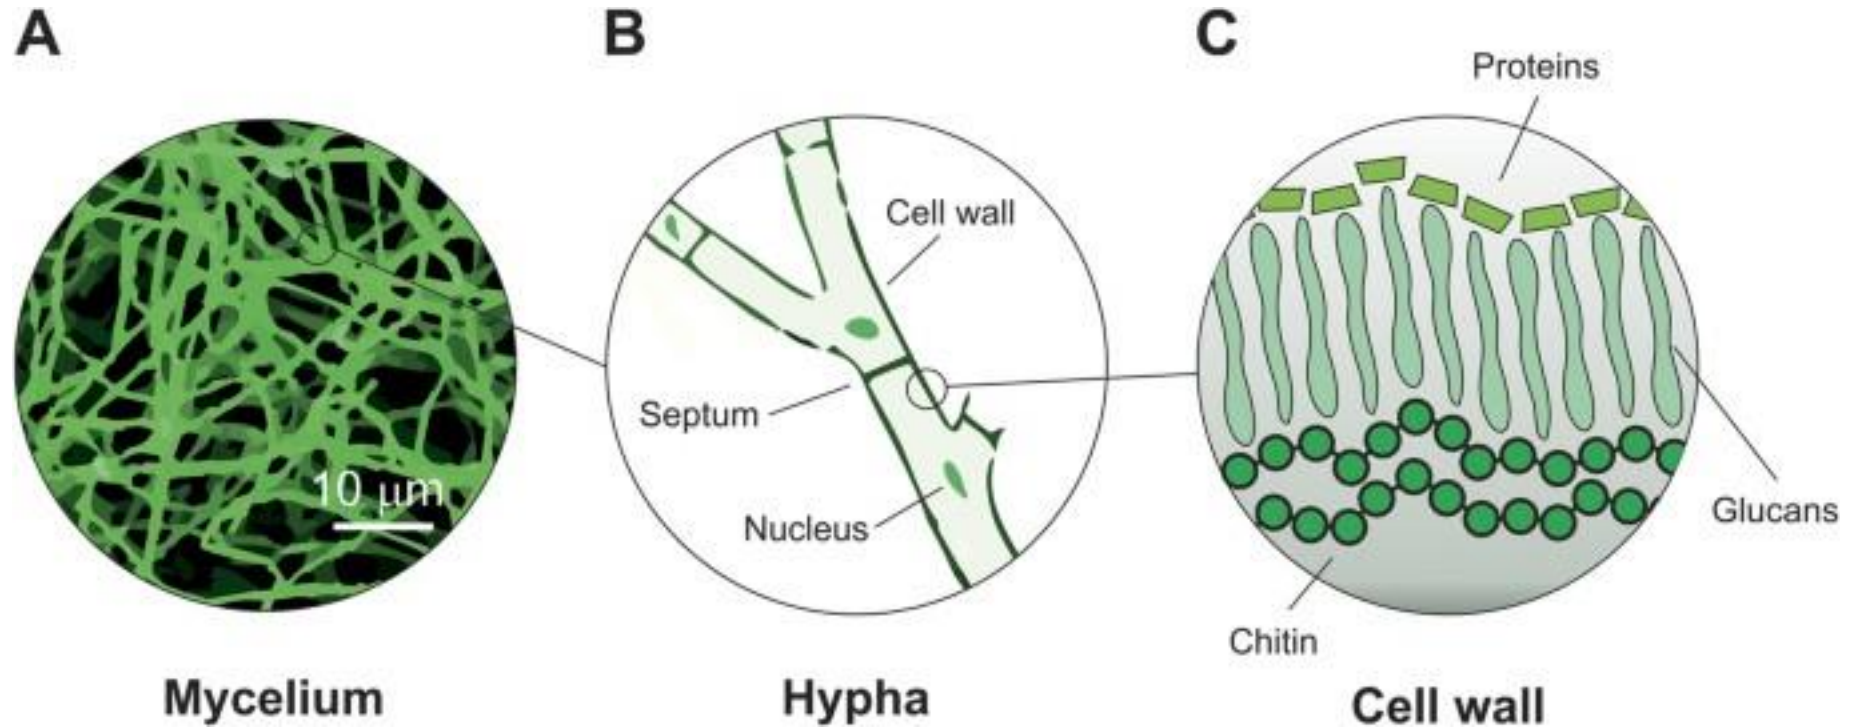 A
B
C
Proteins
Cell wall
Septum
10 μm
Glucans
Nucleus
Chitin
Mycelium
Hypha
Cell wall